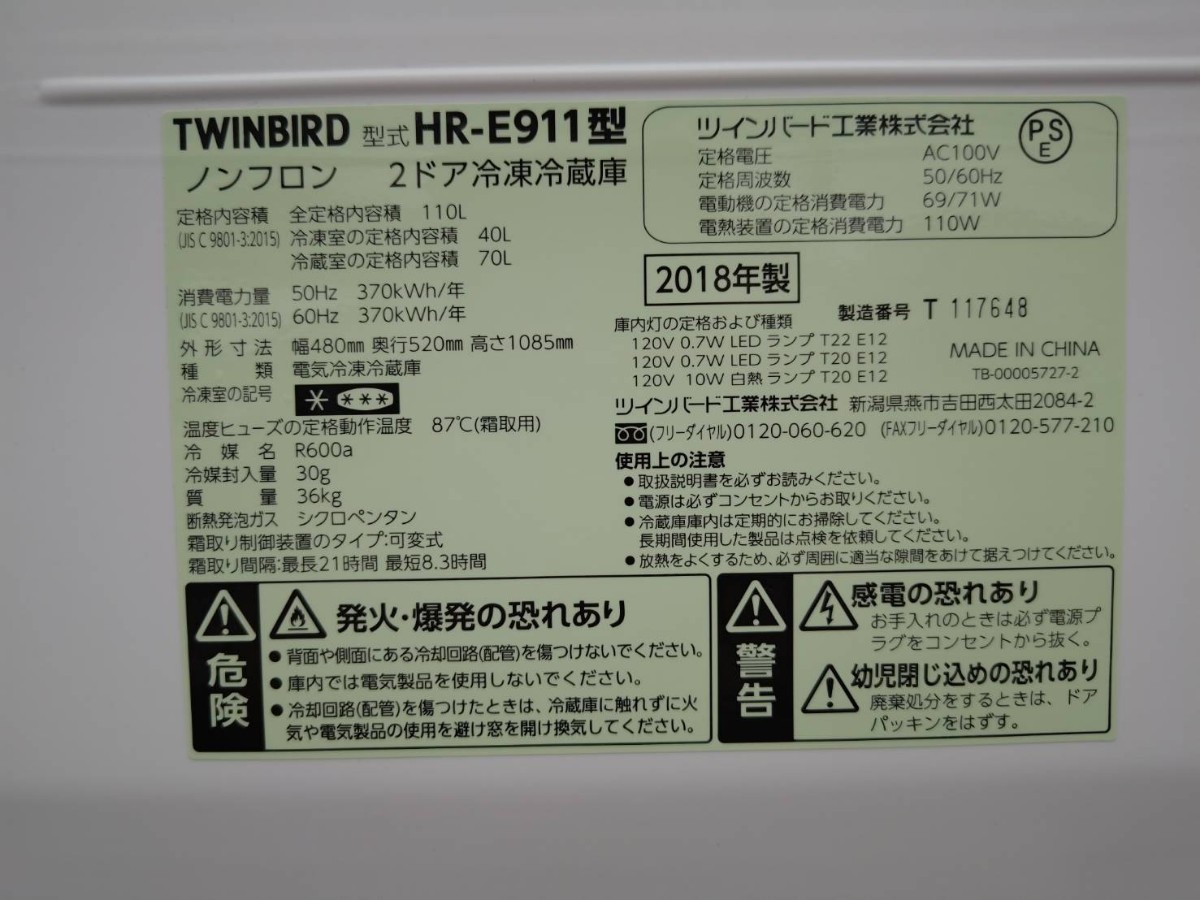 TWINBIRD 型式 HR-E911型
ノンフロン 2ドア冷凍冷蔵庫
定格内容積 全定格内容積 110L
(JIS C 9801-3:2015) 冷凍室の定格内容積 40L
冷蔵室の定格内容積 70L
消費電力量 50Hz 370kWh/年
(JIS C 9801-3:2015) 60Hz 370kWh/年
外形寸法 幅480mm 奥行520mm 高さ1085mm
種類 電気冷凍冷蔵庫
冷凍室の記号
温度ヒューズの定格動作温度 87℃(霜取用)
冷媒名 R600a
冷媒封入量 30g
質量 36kg
断熱発泡ガス シクロペンタン
霜取り制御装置のタイプ:可変式
霜取り間隔:最長21時間 最短8.3時間
ツインバード工業株式会社
PS
E
定格電圧 AC100V
定格周波数 50/60Hz
電動機の定格消費電力 69/71W
電熱装置の定格消費電力 110W
2018年製
製造番号 T 117648
庫内灯の定格および種類
120V 0.7W LED ランプ T22 E12
120V 0.7W LED ランプ T20 E12
120V 10W 白熱ランプ T20 E12
MADE IN CHINA
TB-00005727-2
ツインバード工業株式会社 新潟県燕市吉田西太田2084-2
(フリーダイヤル)0120-060-620 (FAXフリーダイヤル)0120-577-210
使用上の注意
●取扱説明書を必ずお読みください。
●電源は必ずコンセントからお取りください。
●冷蔵庫庫内は定期的にお掃除してください。
長期間使用した製品は点検を依頼してください。
●放熱をよくするため、必ず周囲に適当な隙間をあけて据えつけてください。
危険
発火・爆発の恐れあり
●背面や側面にある冷却回路(配管)を傷つけないでください。
●庫内では電気製品を使用しないでください。
●冷却回路(配管)を傷つけたときは、冷蔵庫に触れずに火
気や電気製品の使用を避け窓を開け換気してください。
警告
感電の恐れあり
お手入れのときは必ず電源プ
ラグをコンセントから抜く。
幼児閉じ込めの恐れあり
廃棄処分をするときは、ドア
パッキンをはずす。